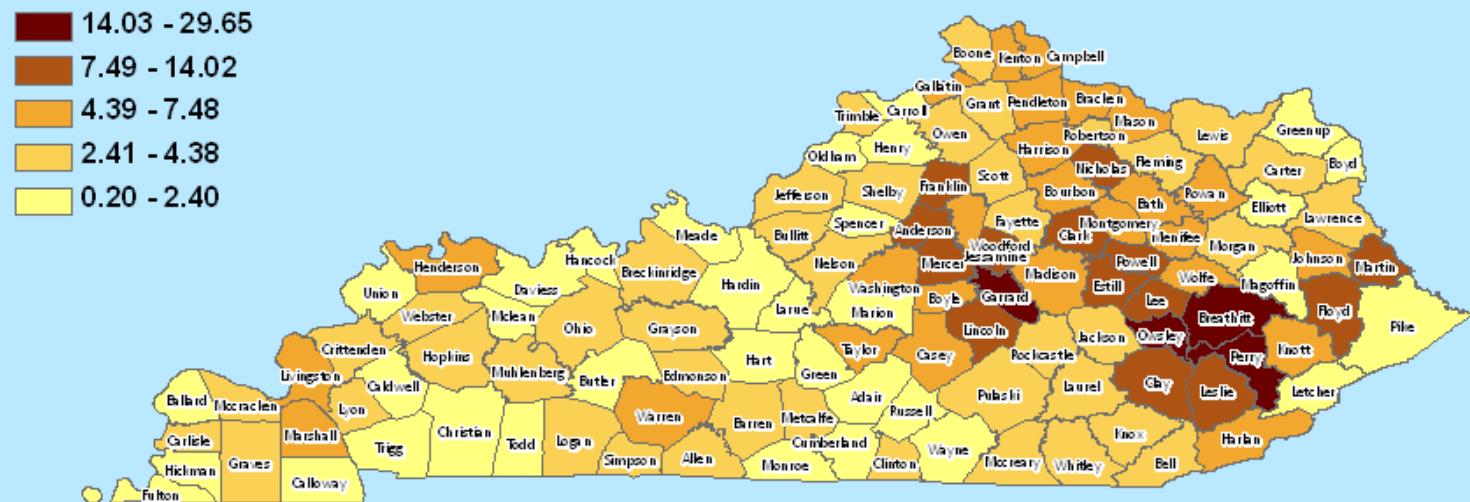 14.03 - 29.65
7.49 - 14.02
4.39 - 7.48
2.41 - 4.38
0.20 - 2.40
Boone
Kenton
Campbell
Gallatin
Grant
Pendleton
Bracken
Mason
Trimble
Carroll
Owen
Robertson
Lewis
Greenup
Oldham
Henry
Harrison
Nicholas
Fleming
Carter
Boyd
Jefferson
Shelby
Franklin
Scott
Bourbon
Bath
Rowan
Elliott
Lawrence
Bullitt
Spencer
Anderson
Woodford
Fayette
Clark
Montgomery
Menifee
Morgan
Johnson
Martin
Meade
Hancock
Breckinridge
Nelson
Mercer
Jessamine
Madison
Powell
Wolfe
Magoffin
Henderson
Union
Daviess
Hardin
Larue
Washington
Marion
Boyle
Garrard
Estill
Lee
Breathitt
Floyd
Pike
Webster
Mclean
Ohio
Grayson
Lincoln
Owsley
Crittenden
Hopkins
Hart
Taylor
Casey
Rockcastle
Jackson
Perry
Knott
Livingston
Caldwell
Muhlenberg
Butler
Edmonson
Green
Adair
Pulaski
Laurel
Clay
Leslie
Letcher
Ballard
Mccracken
Lyon
Warren
Barren
Metcalfe
Russell
Carlisle
Marshall
Trigg
Christian
Todd
Logan
Simpson
Allen
Cumberland
Wayne
Knox
Harlan
Hickman
Graves
Monroe
Clinton
Mccreary
Whitley
Bell
Fulton
Calloway